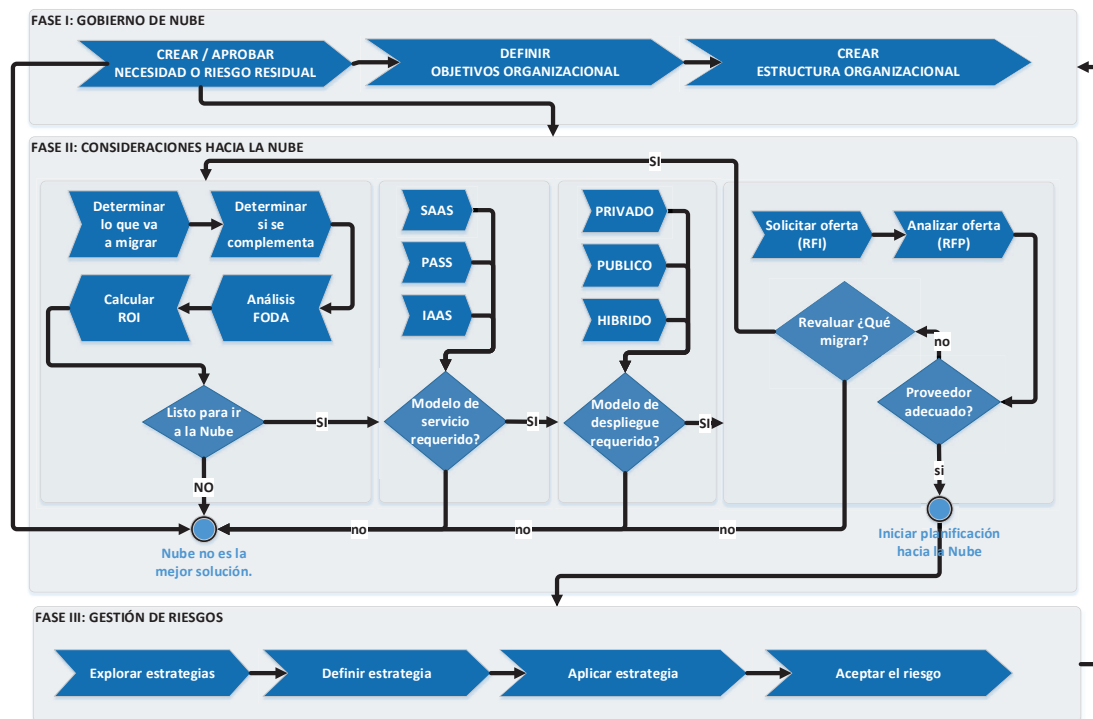 FASE I: GOBIERNO DE NUBE
CREAR / APROBAR
NECESIDAD O RIESGO RESIDUAL
DEFINIR
OBJETIVOS ORGANIZACIONAL
CREAR
ESTRUCTURA ORGANIZACIONAL
FASE II: CONSIDERACIONES HACIA LA NUBE
SI
Determinar
lo que va
a migrar
Determinar
si se
complementa
Calcular
ROI
Análisis
FODA
Listo para ir
a la Nube
SI
NO
Nube no es la
mejor solución.
SAAS
PASS
IAAS
Modelo de
servicio
requerido?
SI
no
PRIVADO
PUBLICO
HIBRIDO
Modelo de
despliegue
requerido?
SI
no
Solicitar oferta
(RFI)
Analizar oferta
(RFP)
Revaluar ¿Qué
migrar?
no
no
Proveedor
adecuado?
si
Iniciar planificación
hacia la Nube
FASE III: GESTIÓN DE RIESGOS
Explorar estrategias
Definir estrategia
Aplicar estrategia
Aceptar el riesgo